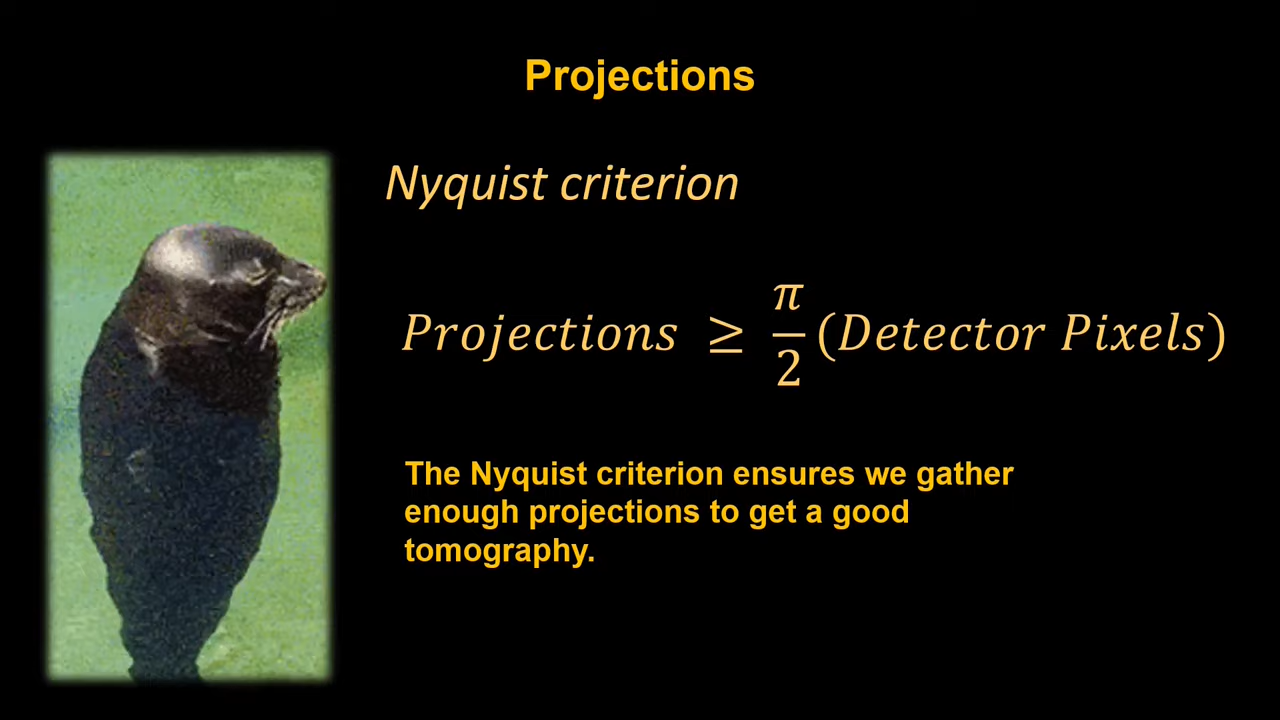 Projections
Nyquist criterion
Projections ≥ π/2 (Detector Pixels)
The Nyquist criterion ensures we gather
enough projections to get a good
tomography.